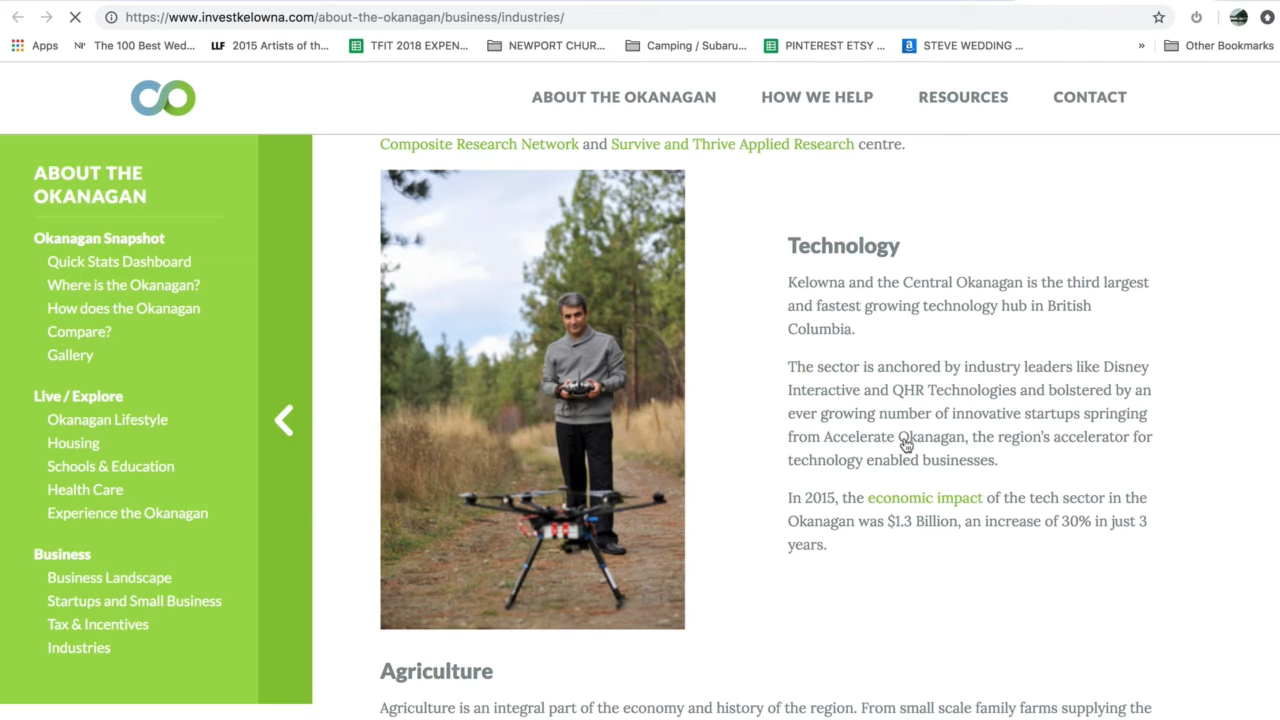 https://www.investkelowna.com/about-the-okanagan/business/industries/
Apps The 100 Best Wed... LLF 2015 Artists of th... TFIT 2018 EXPEN... NEWPORT CHUR... Camping / Subaru... PINTEREST ETSY ... STEVE WEDDING ... » Other Bookmarks
ABOUT THE OKANAGAN HOW WE HELP RESOURCES CONTACT
ABOUT THE
OKANAGAN
Okanagan Snapshot
Quick Stats Dashboard
Where is the Okanagan?
How does the Okanagan
Compare?
Gallery
Live / Explore
Okanagan Lifestyle
Housing
Schools & Education
Health Care
Experience the Okanagan
Business
Business Landscape
Startups and Small Business
Tax & Incentives
Industries
Composite Research Network and Survive and Thrive Applied Research centre.
Technology
Kelowna and the Central Okanagan is the third largest
and fastest growing technology hub in British
Columbia.
The sector is anchored by industry leaders like Disney
Interactive and QHR Technologies and bolstered by an
ever growing number of innovative startups springing
from Accelerate Okanagan, the region's accelerator for
technology enabled businesses.
In 2015, the economic impact of the tech sector in the
Okanagan was $1.3 Billion, an increase of 30% in just 3
years.
Agriculture
Agriculture is an integral part of the economy and history of the region. From small scale family farms supplying the